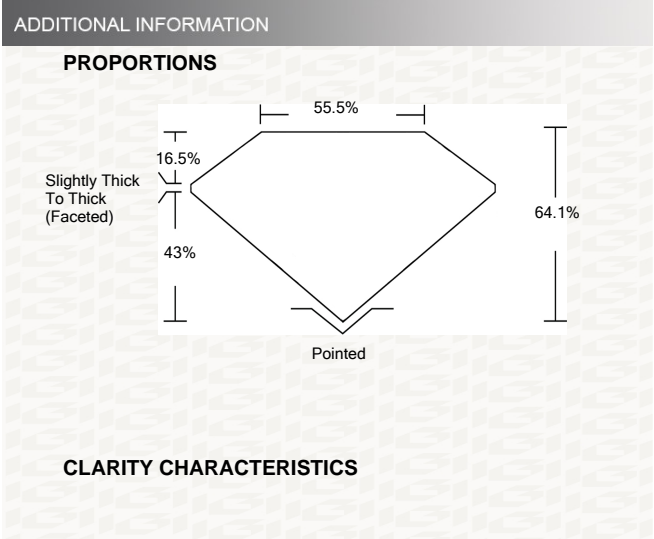 ADDITIONAL INFORMATION
PROPORTIONS
55.5%
16.5%
Slightly Thick
To Thick
(Faceted)
64.1%
43%
Pointed
CLARITY CHARACTERISTICS